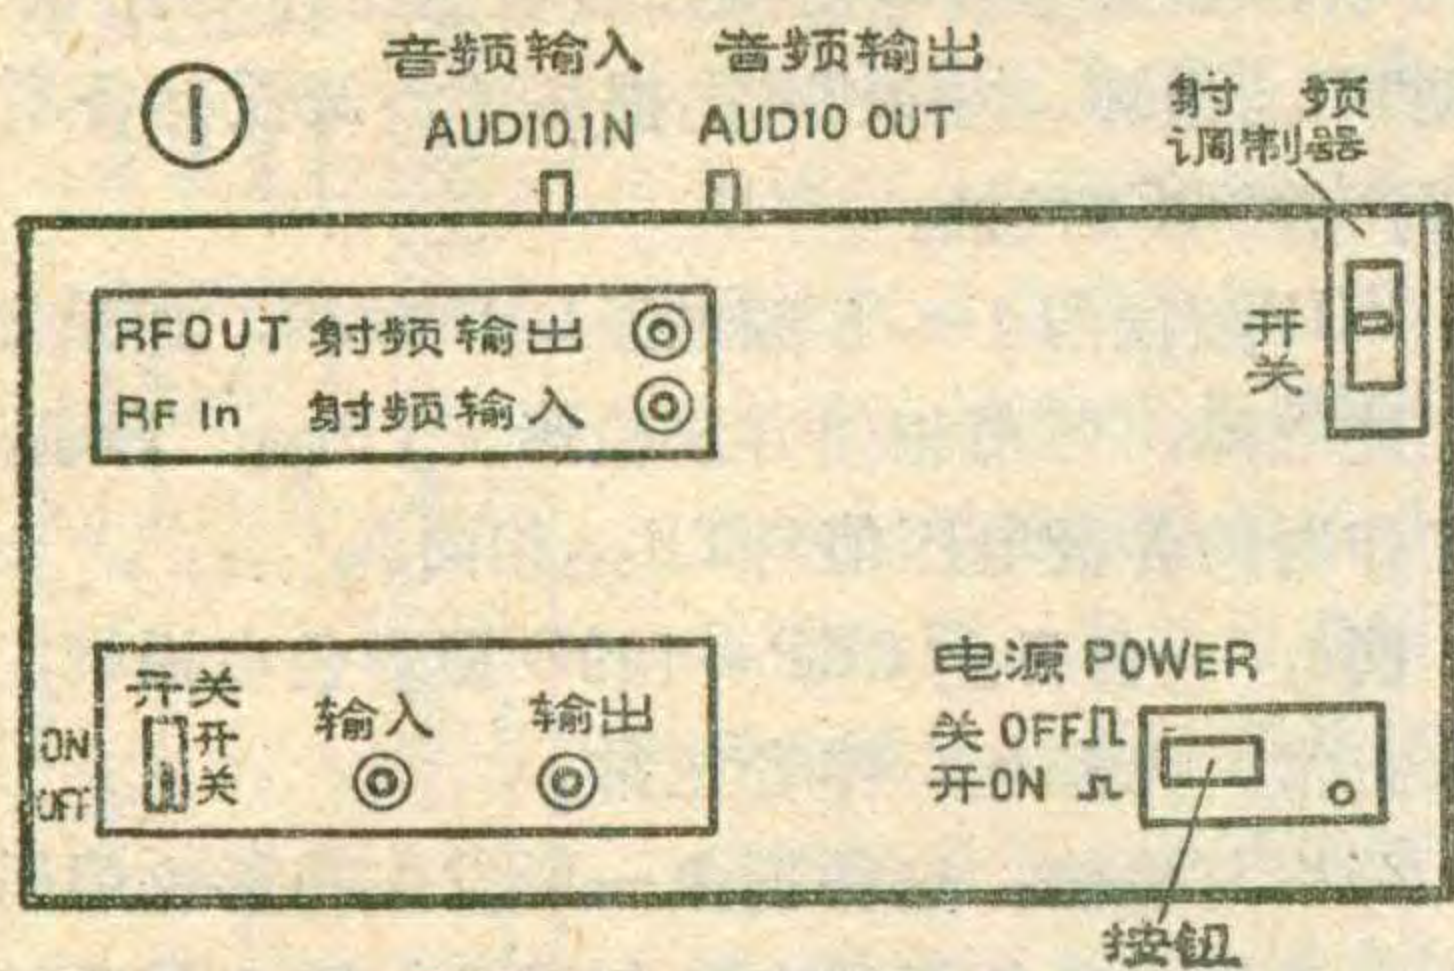 ①
音频输入 音频输出
AUDIO IN AUDIO OUT
射频
调制器
RF OUT 射频输出
RF In 射频输入
开
关
开关
ON 开
OFF 关
输入 输出
电源 POWER
关 OFF
开 ON
按钮